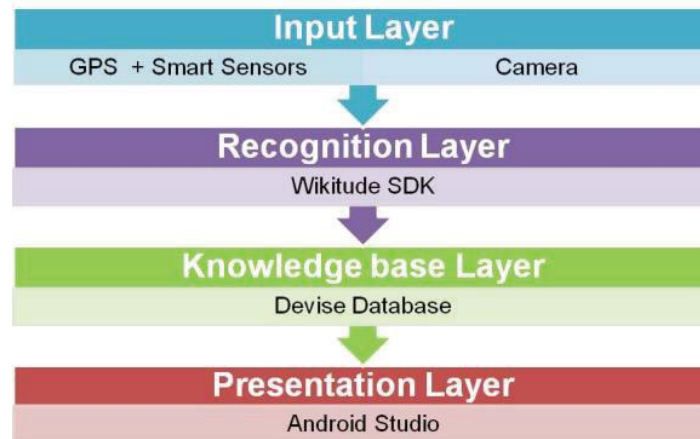 Input Layer
GPS + Smart Sensors
Camera
Recognition Layer
Wikitude SDK
Knowledge base Layer
Devise Database
Presentation Layer
Android Studio